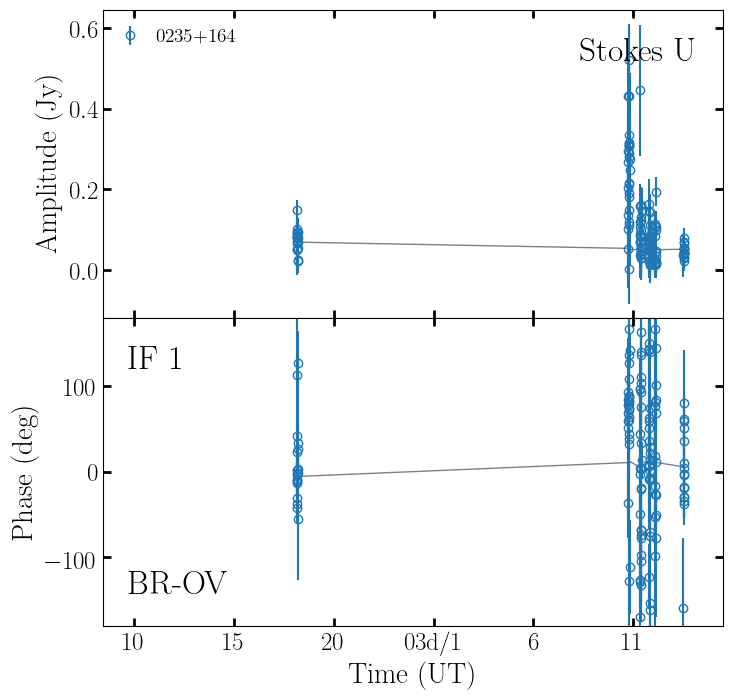 0235+164
Stokes U
0.6
0.4
0.2
0.0
Amplitude (Jy)
IF 1
100
0
−100
Phase (deg)
BR-OV
10 15 20 03d/1 6 11
Time (UT)